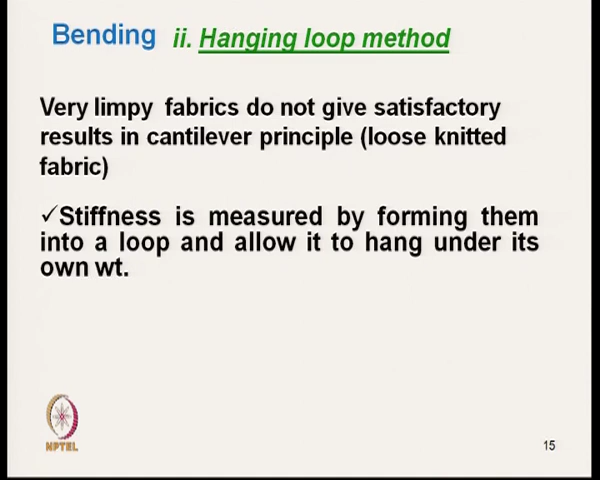 Bending ii. Hanging loop method
Very limpy fabrics do not give satisfactory
results in cantilever principle (loose knitted
fabric)
✓Stiffness is measured by forming them
into a loop and allow it to hang under its
own wt.
NPTEL
15